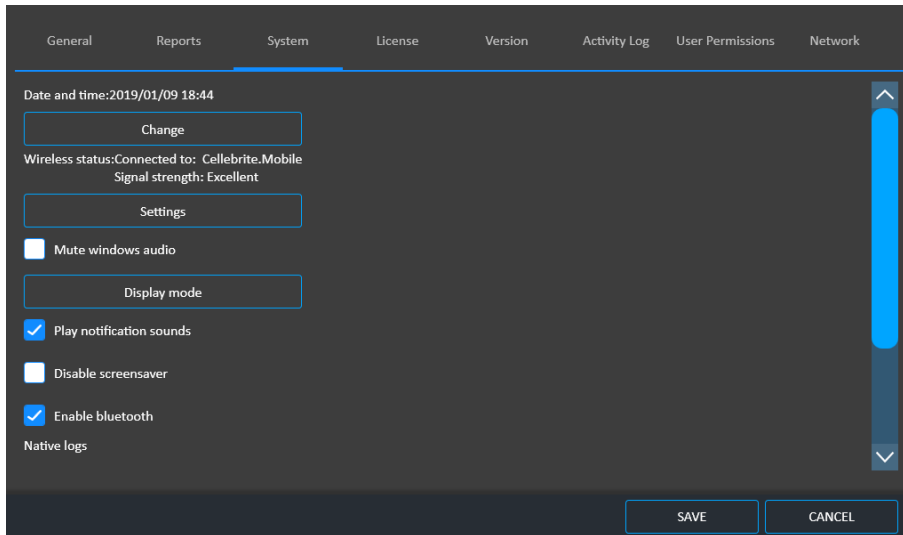 General Reports System License Version Activity Log User Permissions Network
Date and time:2019/01/09 18:44
Change
Wireless status:Connected to: Cellebrite.Mobile
Signal strength: Excellent
Settings
Mute windows audio
Display mode
Play notification sounds
Disable screensaver
Enable bluetooth
Native logs
SAVE CANCEL